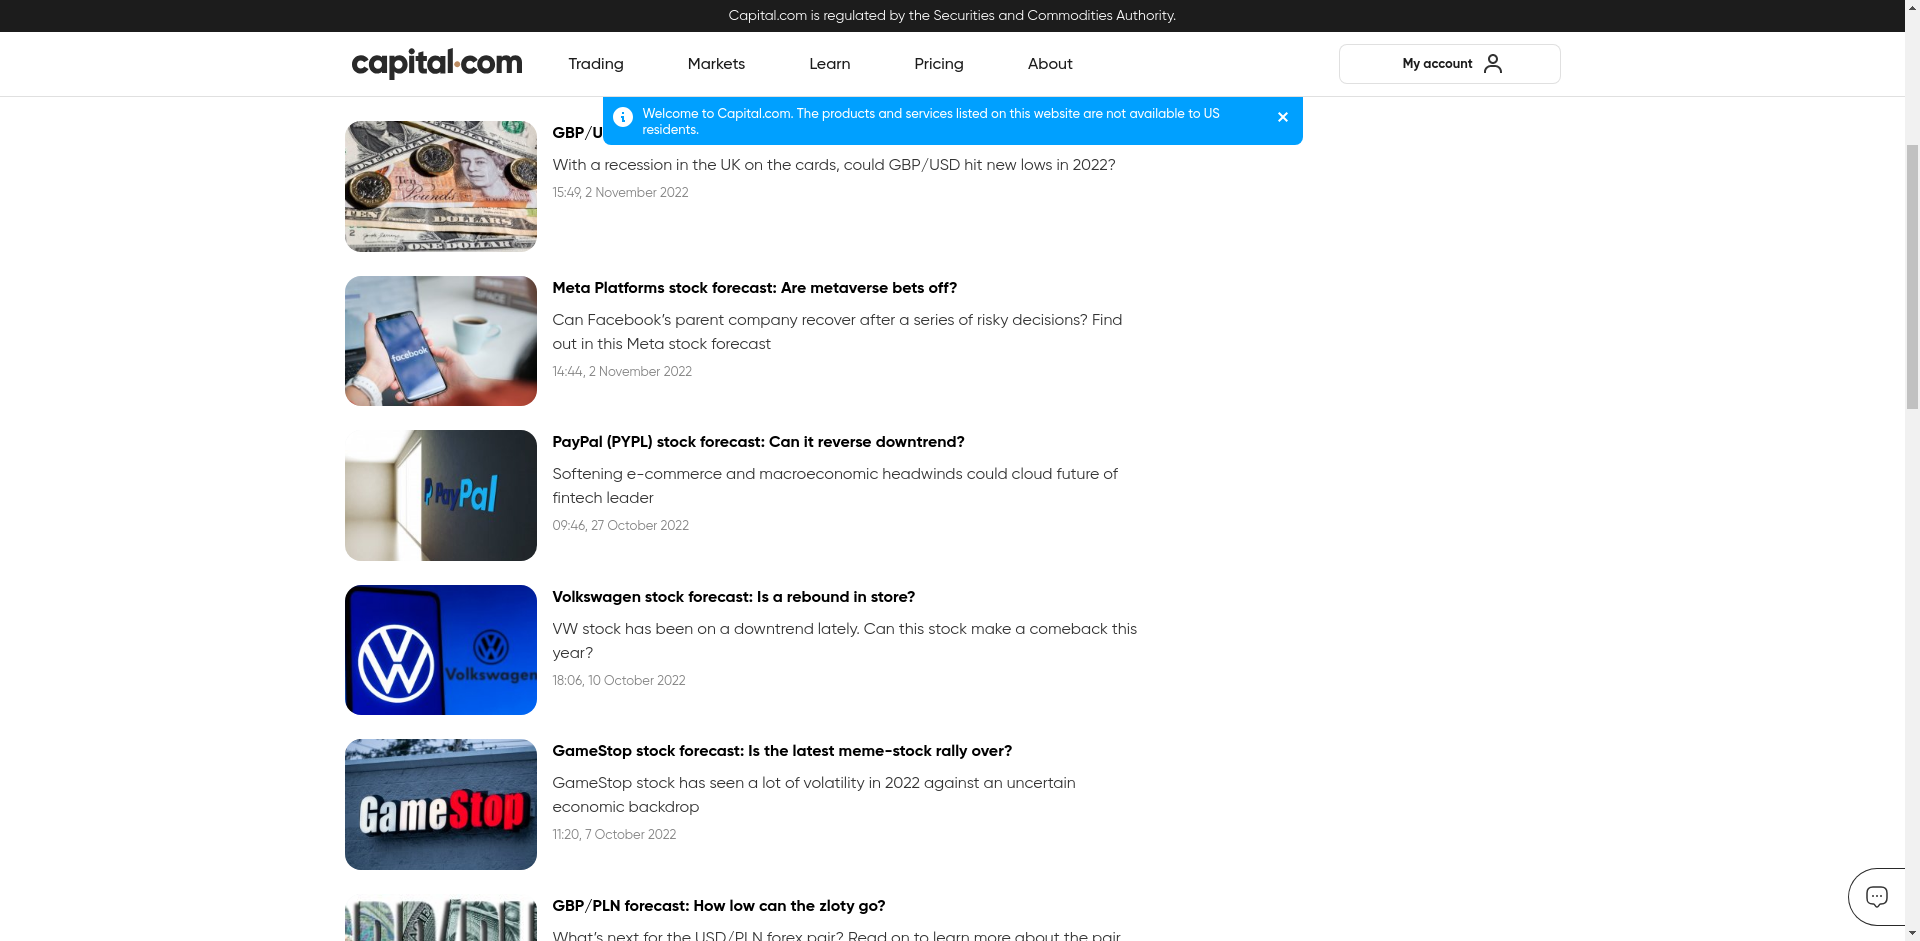 Capital.com is regulated by the Securities and Commodities Authority.
capital.com
Trading
Markets
Learn
Pricing
About
My account
Welcome to Capital.com. The products and services listed on this website are not available to US
residents.
GBP/U
With a recession in the UK on the cards, could GBP/USD hit new lows in 2022?
15:49, 2 November 2022
Meta Platforms stock forecast: Are metaverse bets off?
Can Facebook’s parent company recover after a series of risky decisions? Find
out in this Meta stock forecast
14:44, 2 November 2022
facebook
PayPal (PYPL) stock forecast: Can it reverse downtrend?
Softening e-commerce and macroeconomic headwinds could cloud future of
fintech leader
09:46, 27 October 2022
PayPal
Volkswagen stock forecast: Is a rebound in store?
VW stock has been on a downtrend lately. Can this stock make a comeback this
year?
18:06, 10 October 2022
Volkswagen
GameStop stock forecast: Is the latest meme-stock rally over?
GameStop stock has seen a lot of volatility in 2022 against an uncertain
economic backdrop
11:20, 7 October 2022
GameStop
GBP/PLN forecast: How low can the zloty go?
What’s next for the USD/PLN forex pair? Read on to learn more about the pair